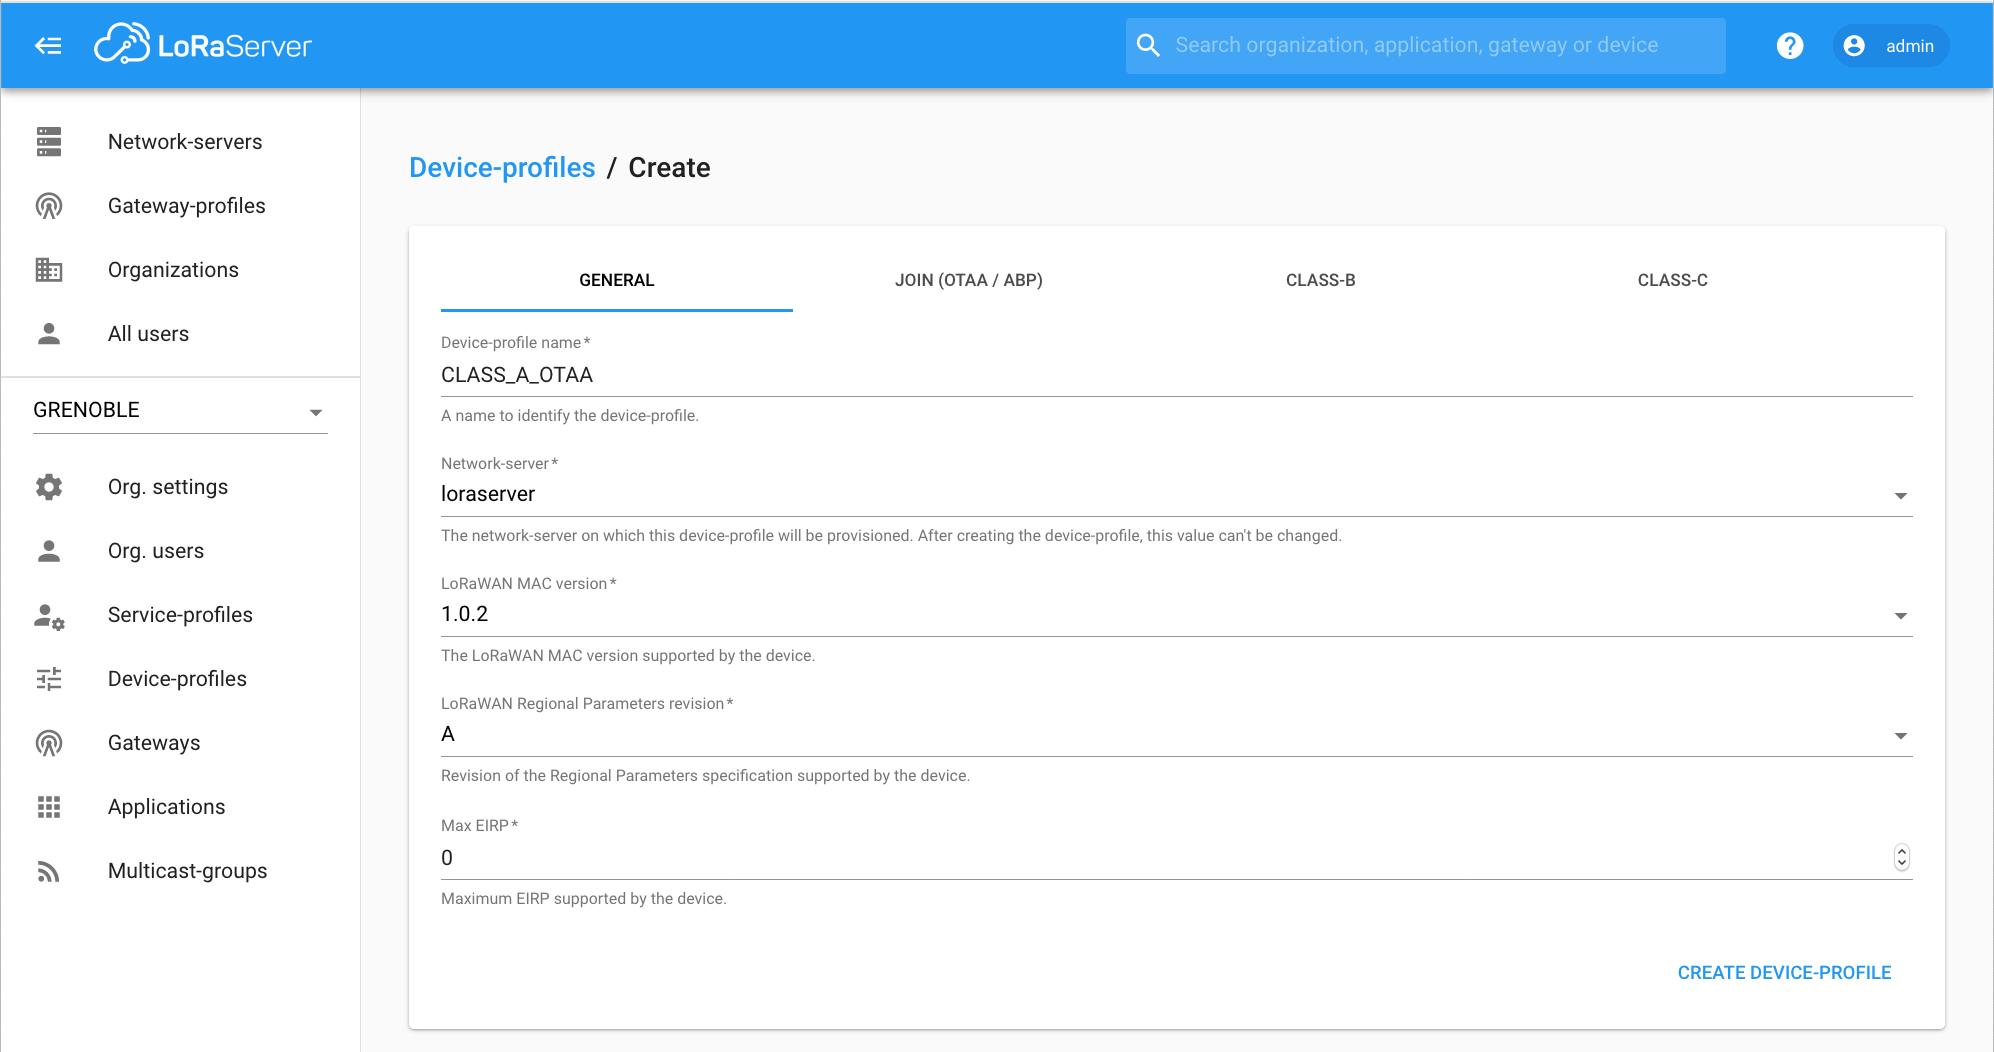 LoRaServer
Search organization, application, gateway or device
?
admin
Network-servers
Gateway-profiles
Organizations
All users
GRENOBLE
Org. settings
Org. users
Service-profiles
Device-profiles
Gateways
Applications
Multicast-groups
Device-profiles / Create
GENERAL JOIN (OTAA / ABP) CLASS-B CLASS-C
Device-profile name *
CLASS_A_OTAA
A name to identify the device-profile.
Network-server *
loraserver
The network-server on which this device-profile will be provisioned. After creating the device-profile, this value can't be changed.
LoRaWAN MAC version *
1.0.2
The LoRaWAN MAC version supported by the device.
LoRaWAN Regional Parameters revision *
A
Revision of the Regional Parameters specification supported by the device.
Max EIRP *
0
Maximum EIRP supported by the device.
CREATE DEVICE-PROFILE